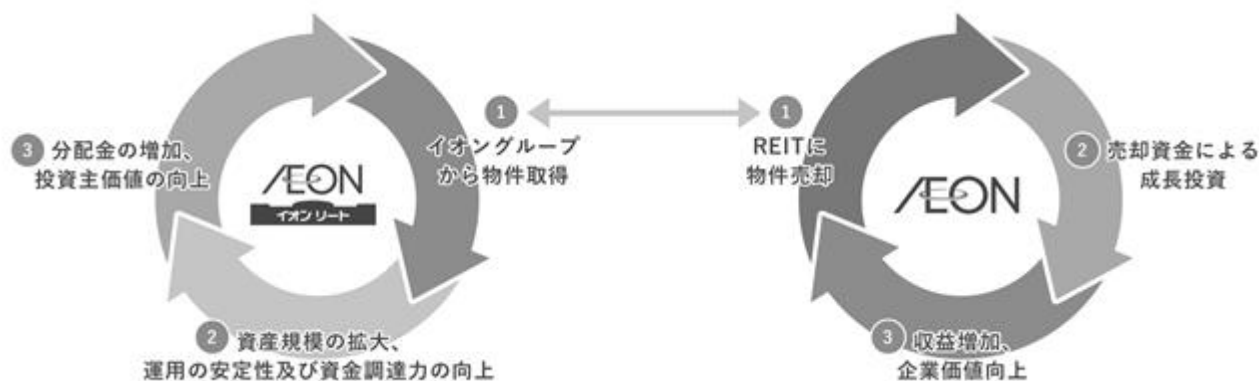 3 分配金の増加、
投資主価値の向上
ÆON
イオン リート
1
イオングループ
から物件取得
2 資産規模の拡大、
運用の安定性及び資金調達力の向上
1
REITに
物件売却
ÆON
2 売却資金による
成長投資
3 収益増加、
企業価値向上